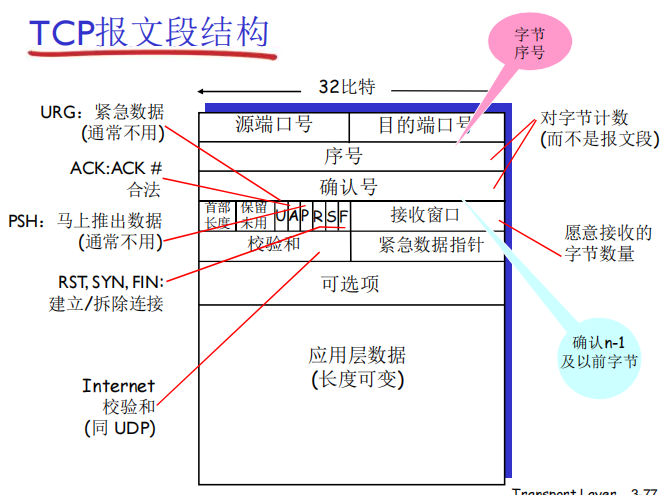 TCP报文段结构
字节
序号
32比特
URG：紧急数据
(通常不用)
源端口号
目的端口号
对字节计数
(而不是报文段)
序号
ACK:ACK #
合法
确认号
PSH：马上推出数据
(通常不用)
首部
长度
保留
未用
U A P R S F
接收窗口
愿意接收的
字节数量
校验和
紧急数据指针
RST, SYN, FIN:
建立/拆除连接
可选项
确认n-1
及以前字节
应用层数据
(长度可变)
Internet
校验和
(同 UDP)
Transport Layer 3-77